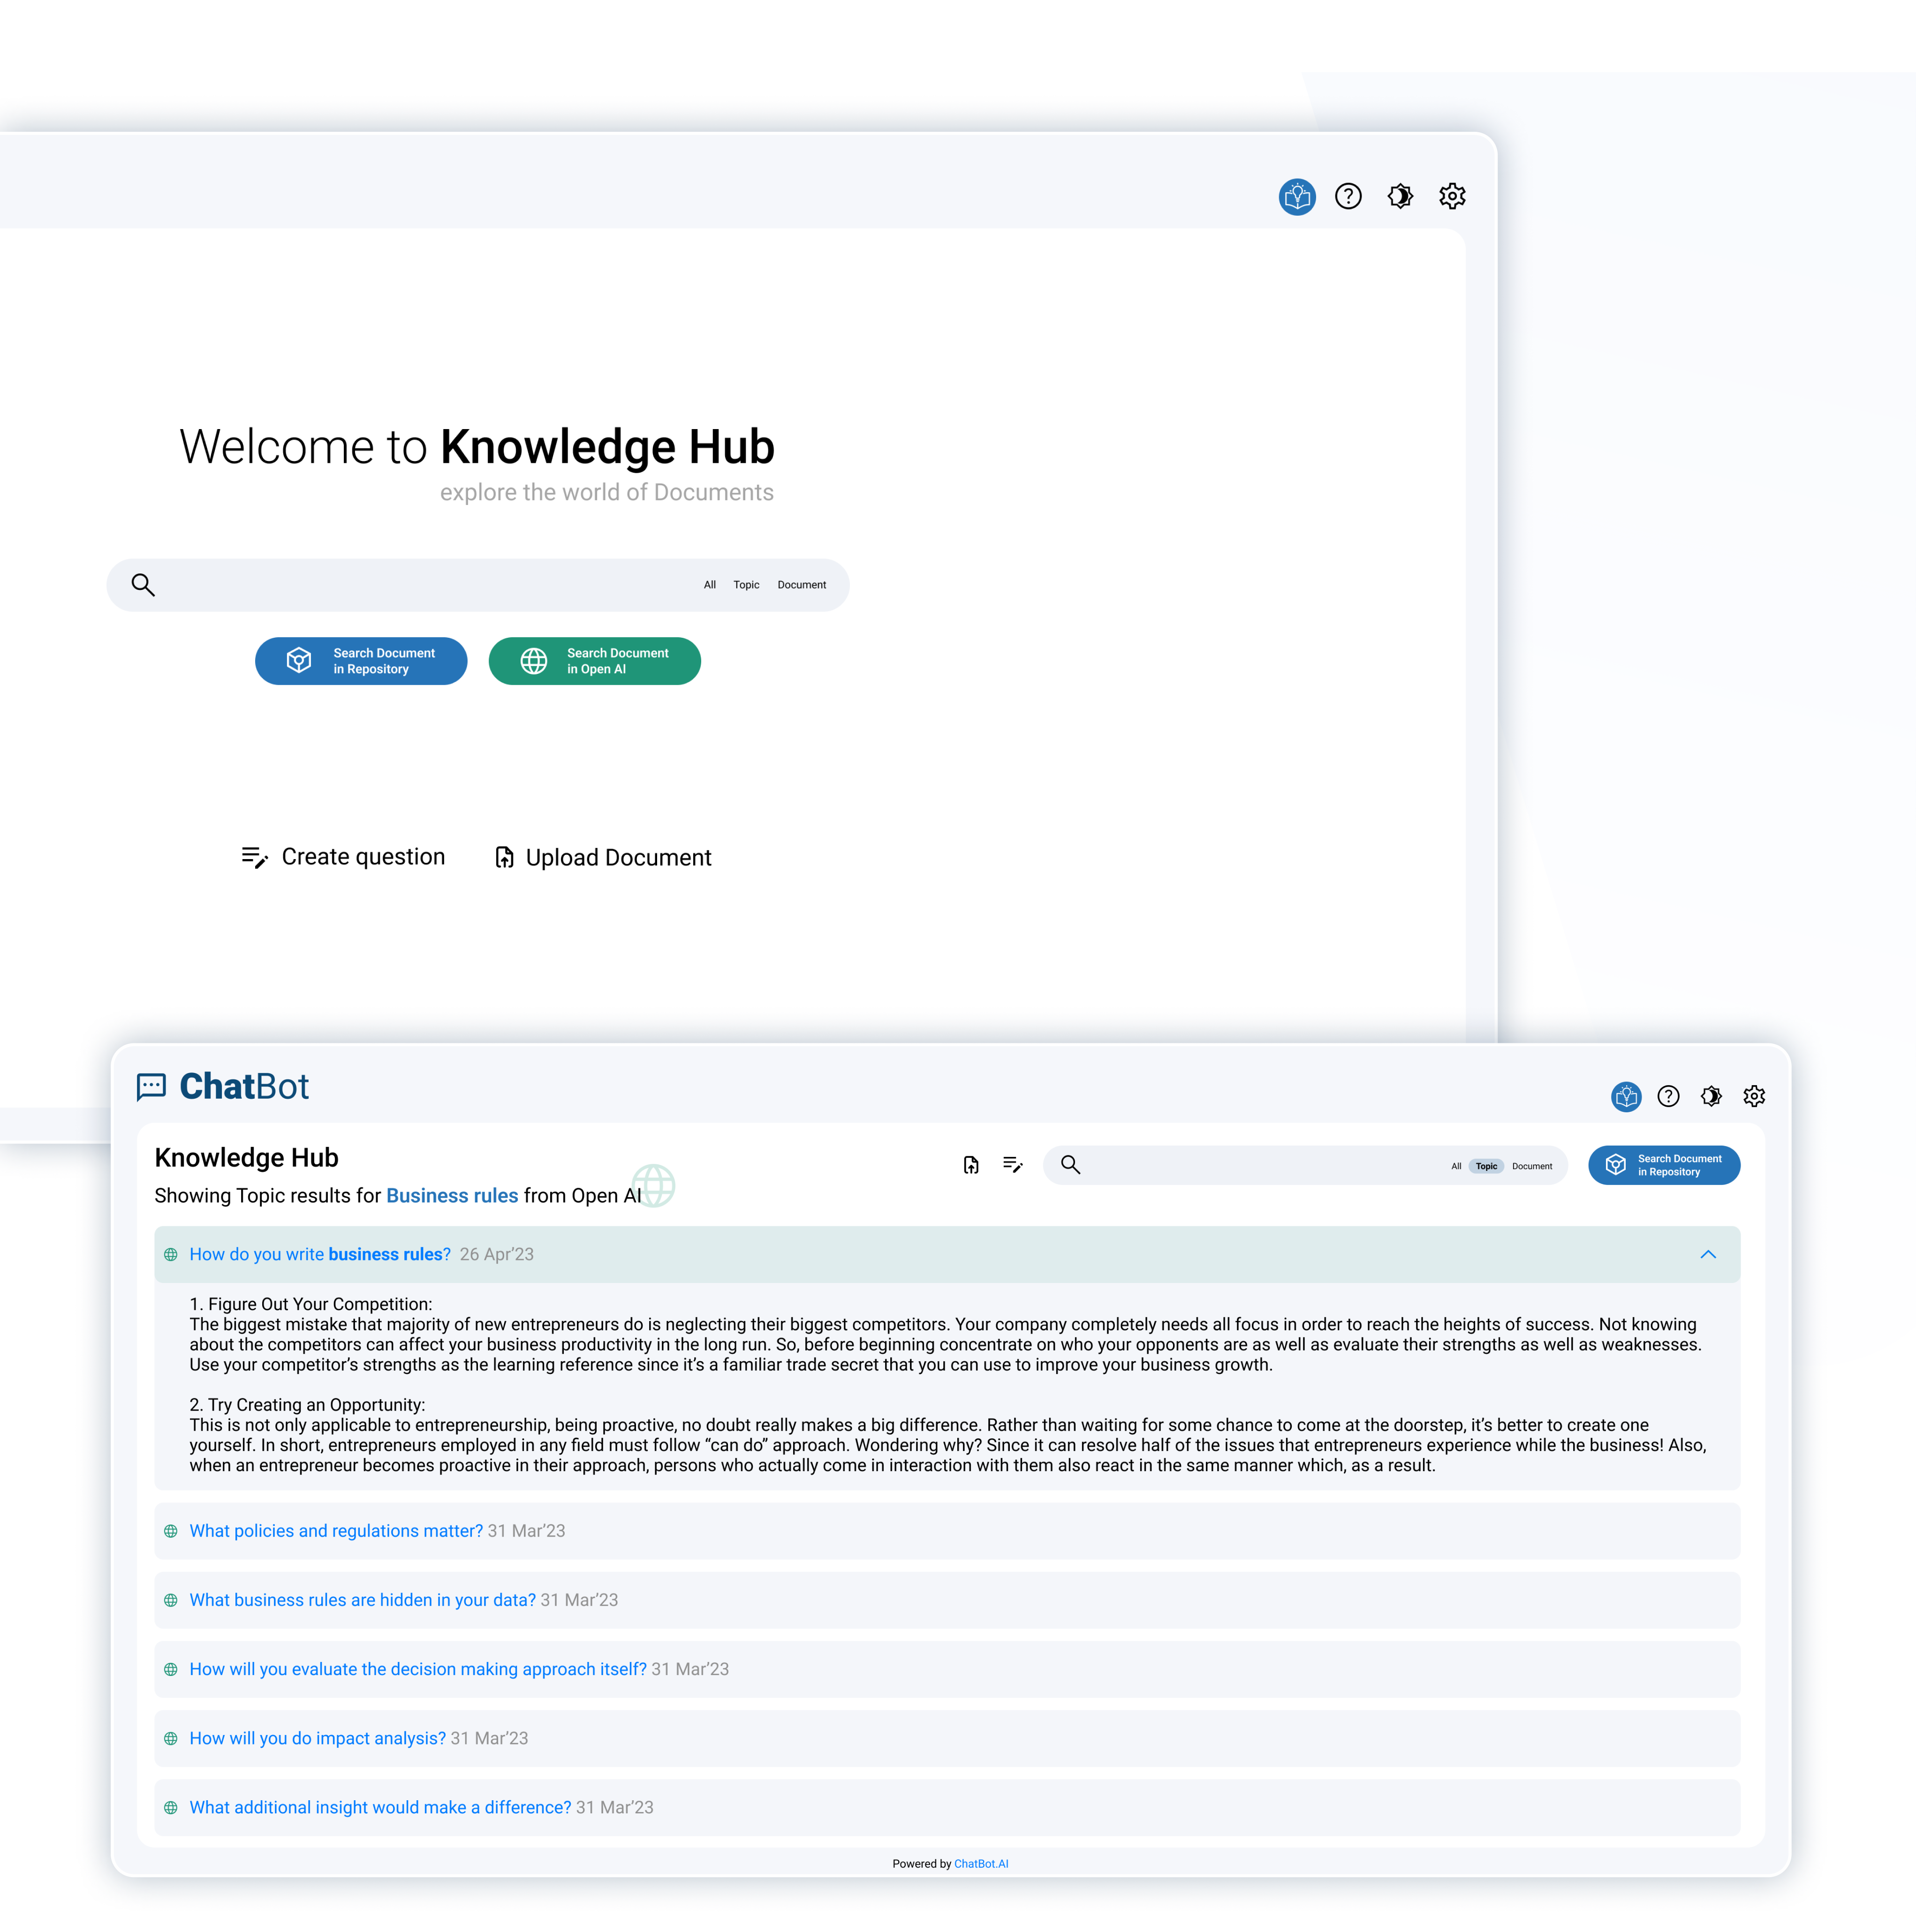 Welcome to Knowledge Hub
explore the world of Documents
All Topic Document
Search Document
in Repository
Search Document
in Open AI
Create question
Upload Document
ChatBot
Knowledge Hub
All Topic Document
Search Document
in Repository
Showing Topic results for Business rules from Open AI
How do you write business rules? 26 Apr’23
1. Figure Out Your Competition:
The biggest mistake that majority of new entrepreneurs do is neglecting their biggest competitors. Your company completely needs all focus in order to reach the heights of success. Not knowing
about the competitors can affect your business productivity in the long run. So, before beginning concentrate on who your opponents are as well as evaluate their strengths as well as weaknesses.
Use your competitor’s strengths as the learning reference since it’s a familiar trade secret that you can use to improve your business growth.
2. Try Creating an Opportunity:
This is not only applicable to entrepreneurship, being proactive, no doubt really makes a big difference. Rather than waiting for some chance to come at the doorstep, it’s better to create one
yourself. In short, entrepreneurs employed in any field must follow “can do” approach. Wondering why? Since it can resolve half of the issues that entrepreneurs experience while the business! Also,
when an entrepreneur becomes proactive in their approach, persons who actually come in interaction with them also react in the same manner which, as a result.
What policies and regulations matter? 31 Mar’23
What business rules are hidden in your data? 31 Mar’23
How will you evaluate the decision making approach itself? 31 Mar’23
How will you do impact analysis? 31 Mar’23
What additional insight would make a difference? 31 Mar’23
Powered by ChatBot.AI